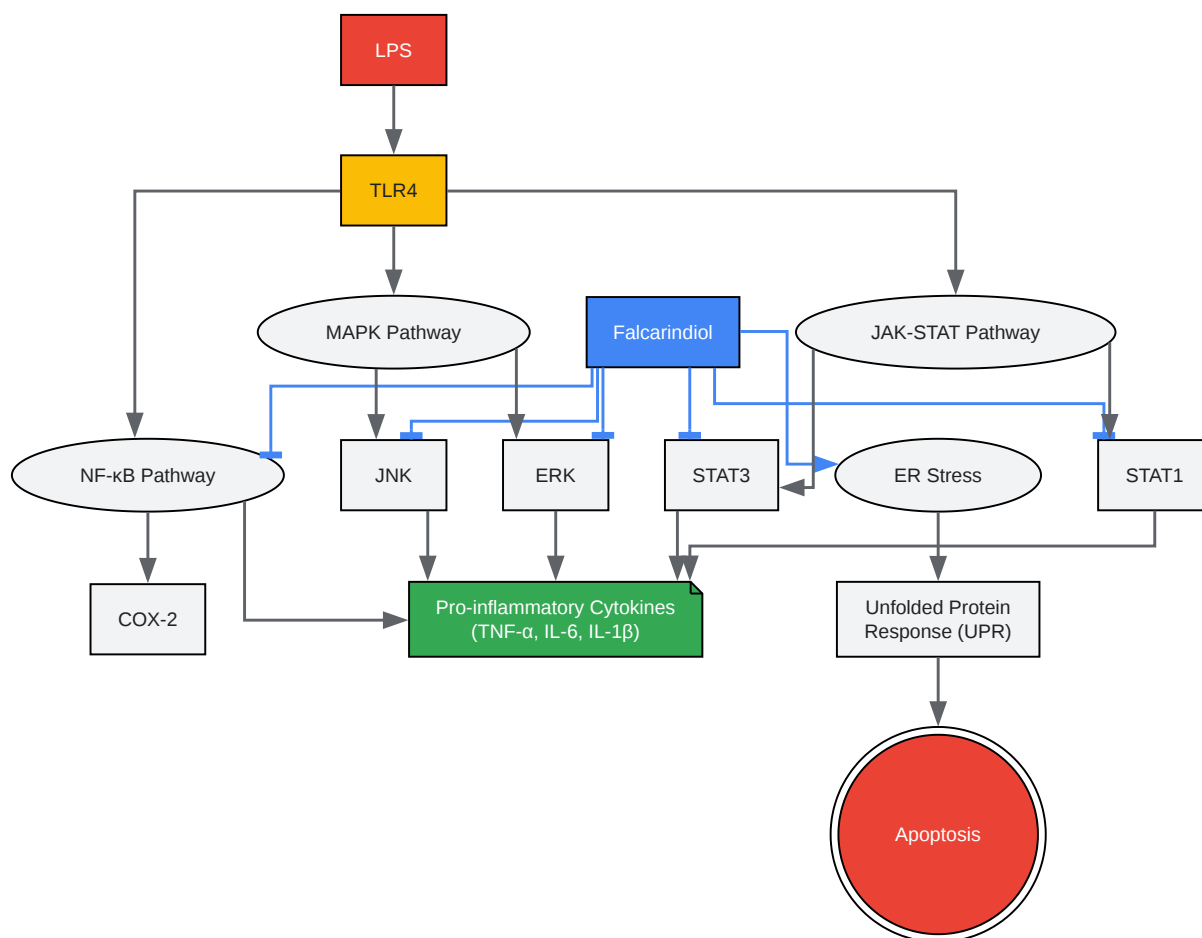 LPS
TLR4
MAPK Pathway
Falcarindiol
JAK-STAT Pathway
NF-κB Pathway
JNK
ERK
STAT3
ER Stress
STAT1
COX-2
Pro-inflammatory Cytokines
(TNF-α, IL-6, IL-1β)
Unfolded Protein
Response (UPR)
Apoptosis